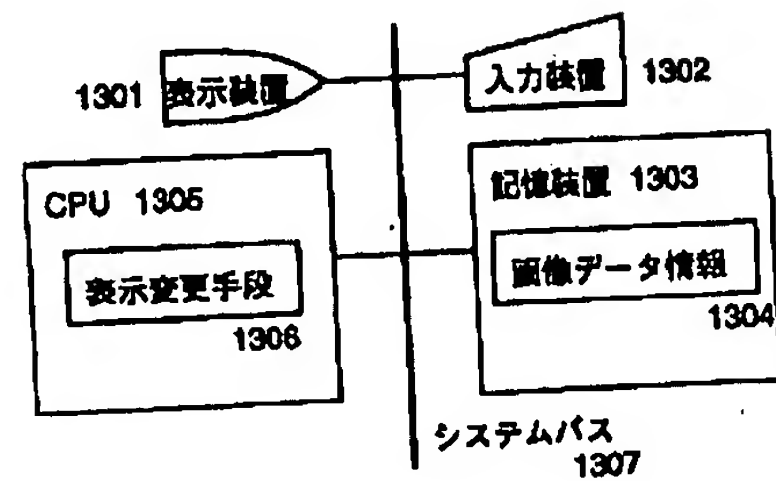 1301 表示装置
入力装置 1302
CPU 1305
表示変更手段
1306
記憶装置 1303
画像データ情報
1304
システムバス
1307